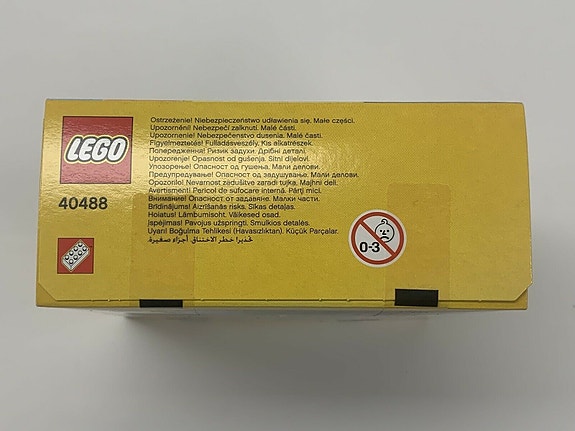 LEGO
40488
Ostrzeżenie! Niebezpieczeństwo udławienia się. Małe części.
Upozornění! Nebezpečí zalknutí. Malé části.
Upozornenie! Nebezpečenstvo dusenia. Malé časti.
Figyelmeztetés! Fulladásveszély. Kis alkatrészek.
Попередження! Ризик задухи. Дрібні деталі.
Upozorenje! Opasnost od gušenja. Sitni dijelovi.
Упозорење! Опасност од гушења. Мали делови.
Предупредување! Опасност од задушување. Мали делови.
Opozorilo! Nevarnost zadušitve zaradi tujka. Majhni deli.
Avertisment! Pericol de sufocare internă. Părţi mici.
Внимание! Опасност от задавяне. Малки части.
Brīdinājums! Aizrīšanās risks. Sīkas detaļas.
Hoiatus! Lämbumisoht. Väikesed osad.
Įspėjimas! Pavojus užspringti. Smulkios detalės.
Uyarı! Boğulma Tehlikesi (Havasızlıktan). Küçük Parçalar.
تحذير! خطر الاختناق. أجزاء صغيرة.
0-3